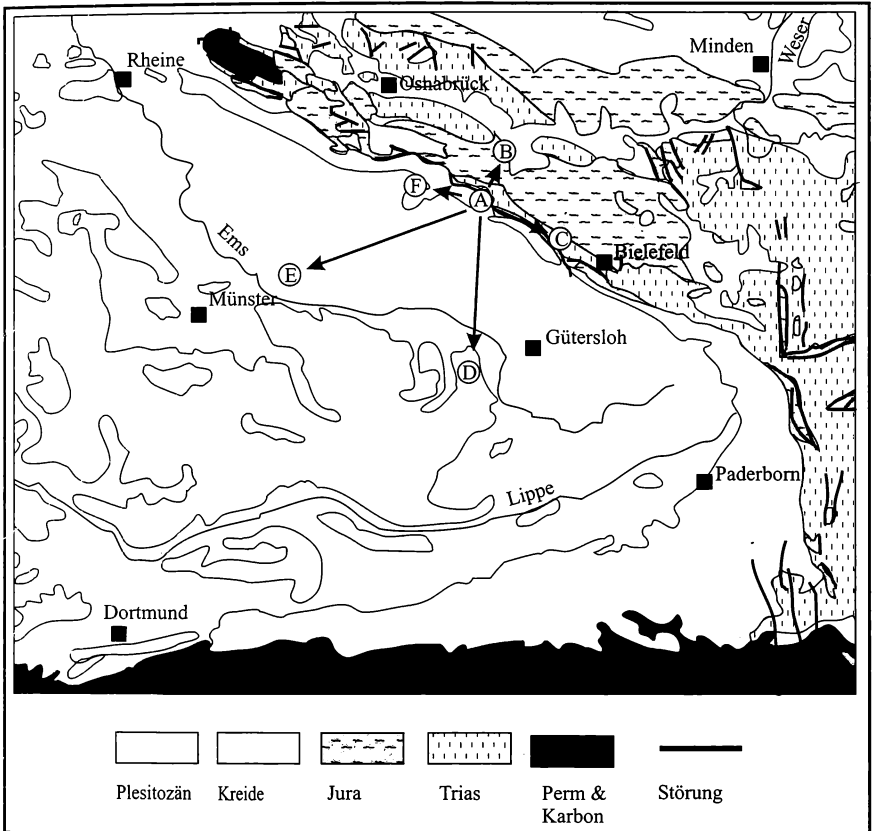 Rheine
Minden
Weser
Osnabrück
B
F
A
Ems
C
Bielefeld
E
Münster
Gütersloh
D
Paderborn
Lippe
Dortmund
Plesitozän Kreide Jura Trias Perm & Störung
Karbon